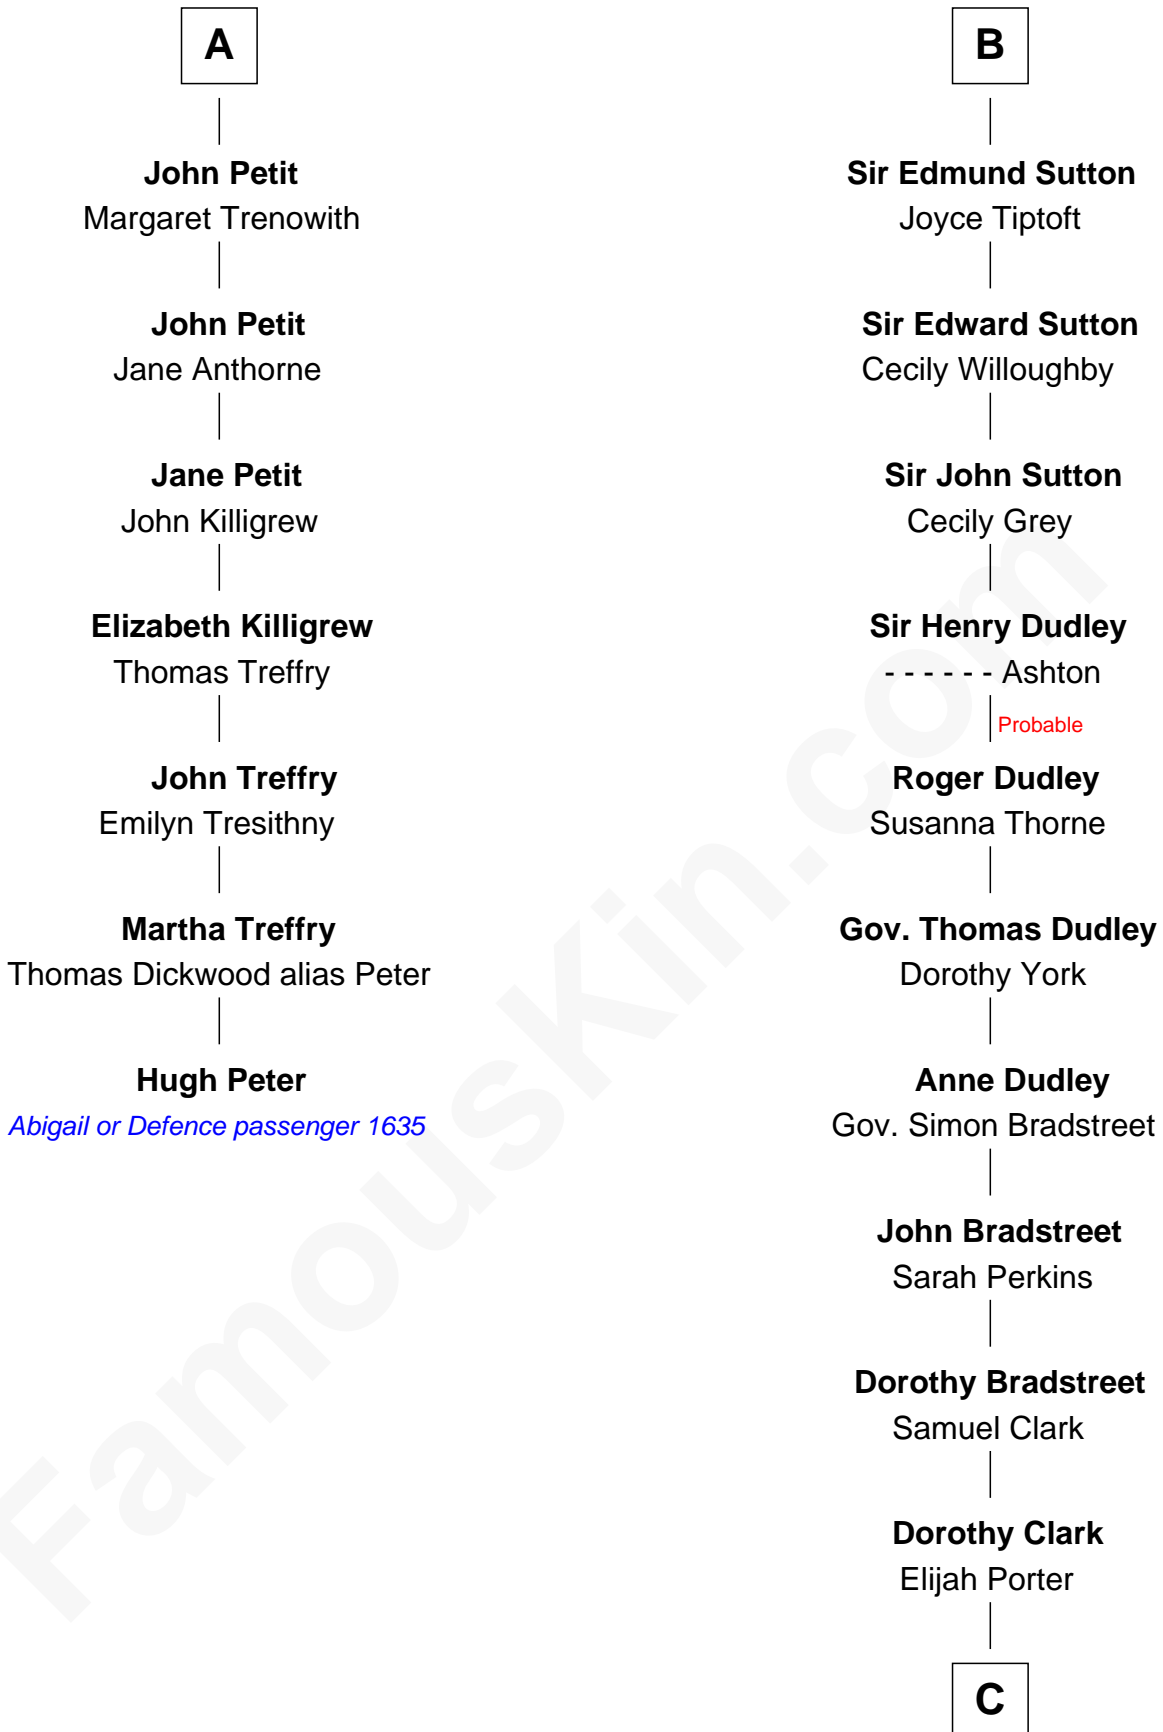 A
John Petit
Margaret Trenowith
John Petit
Jane Anthorne
Jane Petit
John Killigrew
Elizabeth Killigrew
Thomas Treffry
John Treffry
Emilyn Tresithny
Martha Treffry
Thomas Dickwood alias Peter
Hugh Peter
Abigail or Defence passenger 1635
B
Sir Edmund Sutton
Joyce Tiptoft
Sir Edward Sutton
Cecily Willoughby
Sir John Sutton
Cecily Grey
Sir Henry Dudley
- - - - - - Ashton
Probable
Roger Dudley
Susanna Thorne
Gov. Thomas Dudley
Dorothy York
Anne Dudley
Gov. Simon Bradstreet
John Bradstreet
Sarah Perkins
Dorothy Bradstreet
Samuel Clark
Dorothy Clark
Elijah Porter
C
FamousKin.com